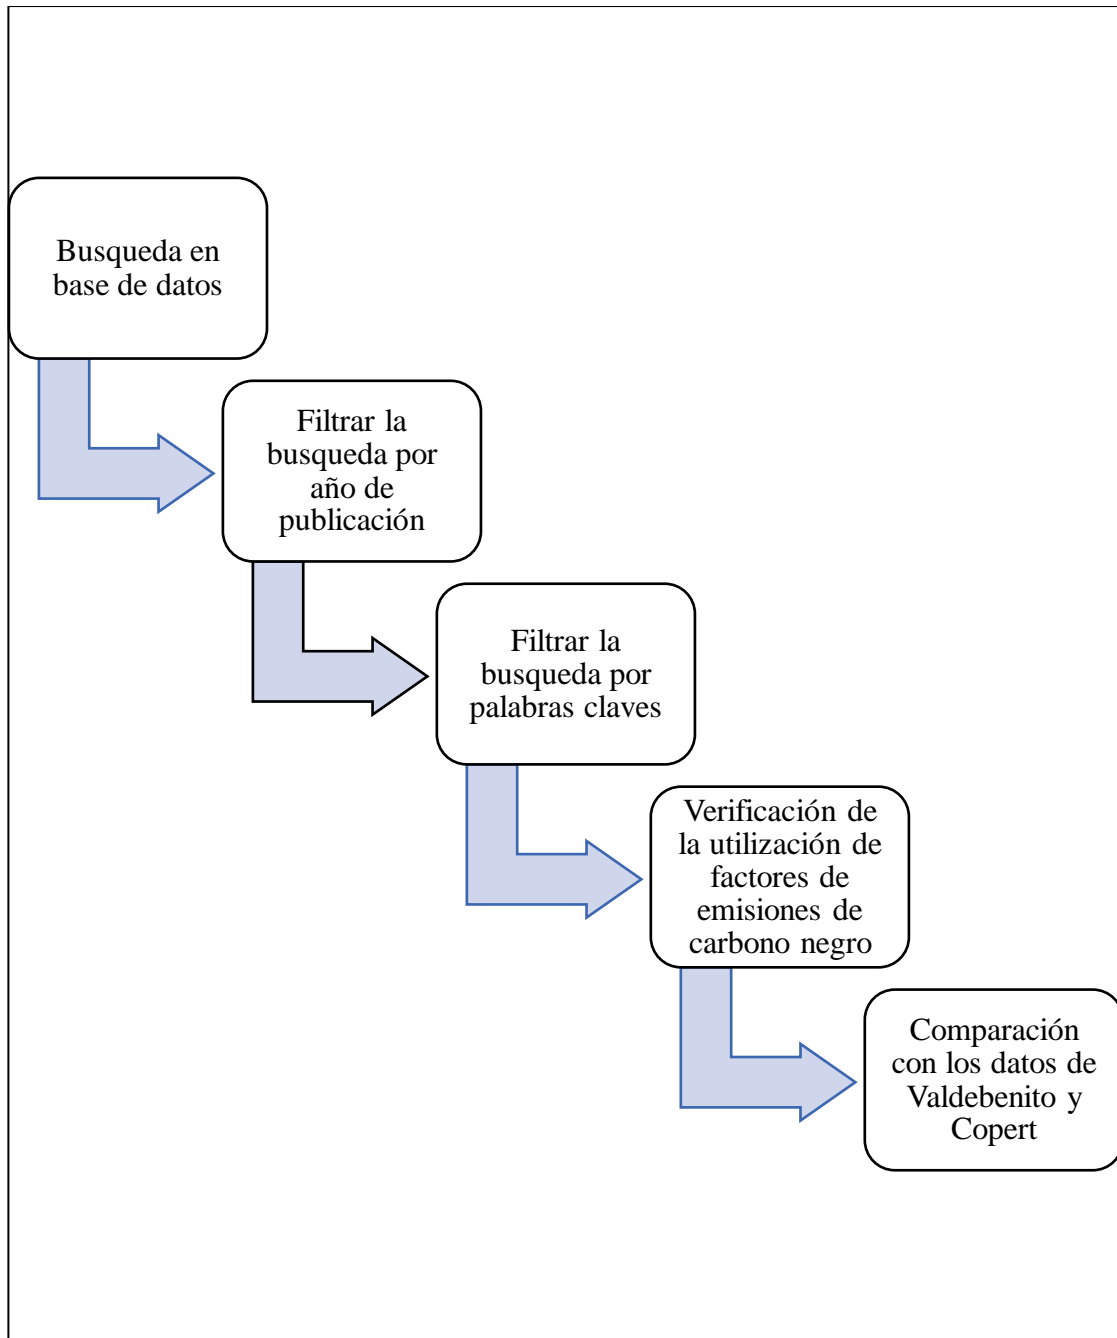 Busqueda en
base de datos
Filtrar la
busqueda por
año de
publicación
Filtrar la
busqueda por
palabras claves
Verificación de
la utilización de
factores de
emisiones de
carbono negro
Comparación
con los datos de
Valdebenito y
Copert